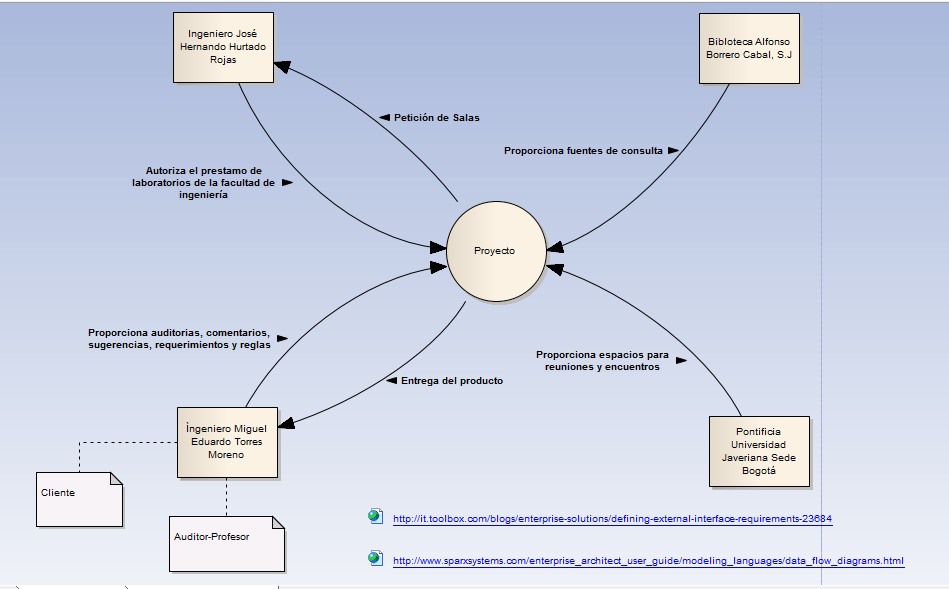 Ingeniero José
Hernando Hurtado
Rojas
Biblioteca Alfonso
Borrero Cabal, S.J
Petición de Salas
Proporciona fuentes de consulta
Autoriza el prestamo de
laboratorios de la facultad de
ingeniería
Proyecto
Proporciona auditorias, comentarios,
sugerencias, requerimientos y reglas
Proporciona espacios para
reuniones y encuentros
Entrega del producto
Ingeniero Miguel
Eduardo Torres
Moreno
Pontificia
Universidad
Javeriana Sede
Bogotá
Cliente
Auditor-Profesor
http://it.toolbox.com/blogs/enterprise-solutions/defining-external-interface-requirements-23684
http://www.sparxsystems.com/enterprise_architect_user_guide/modeling_languages/data_flow_diagrams.html